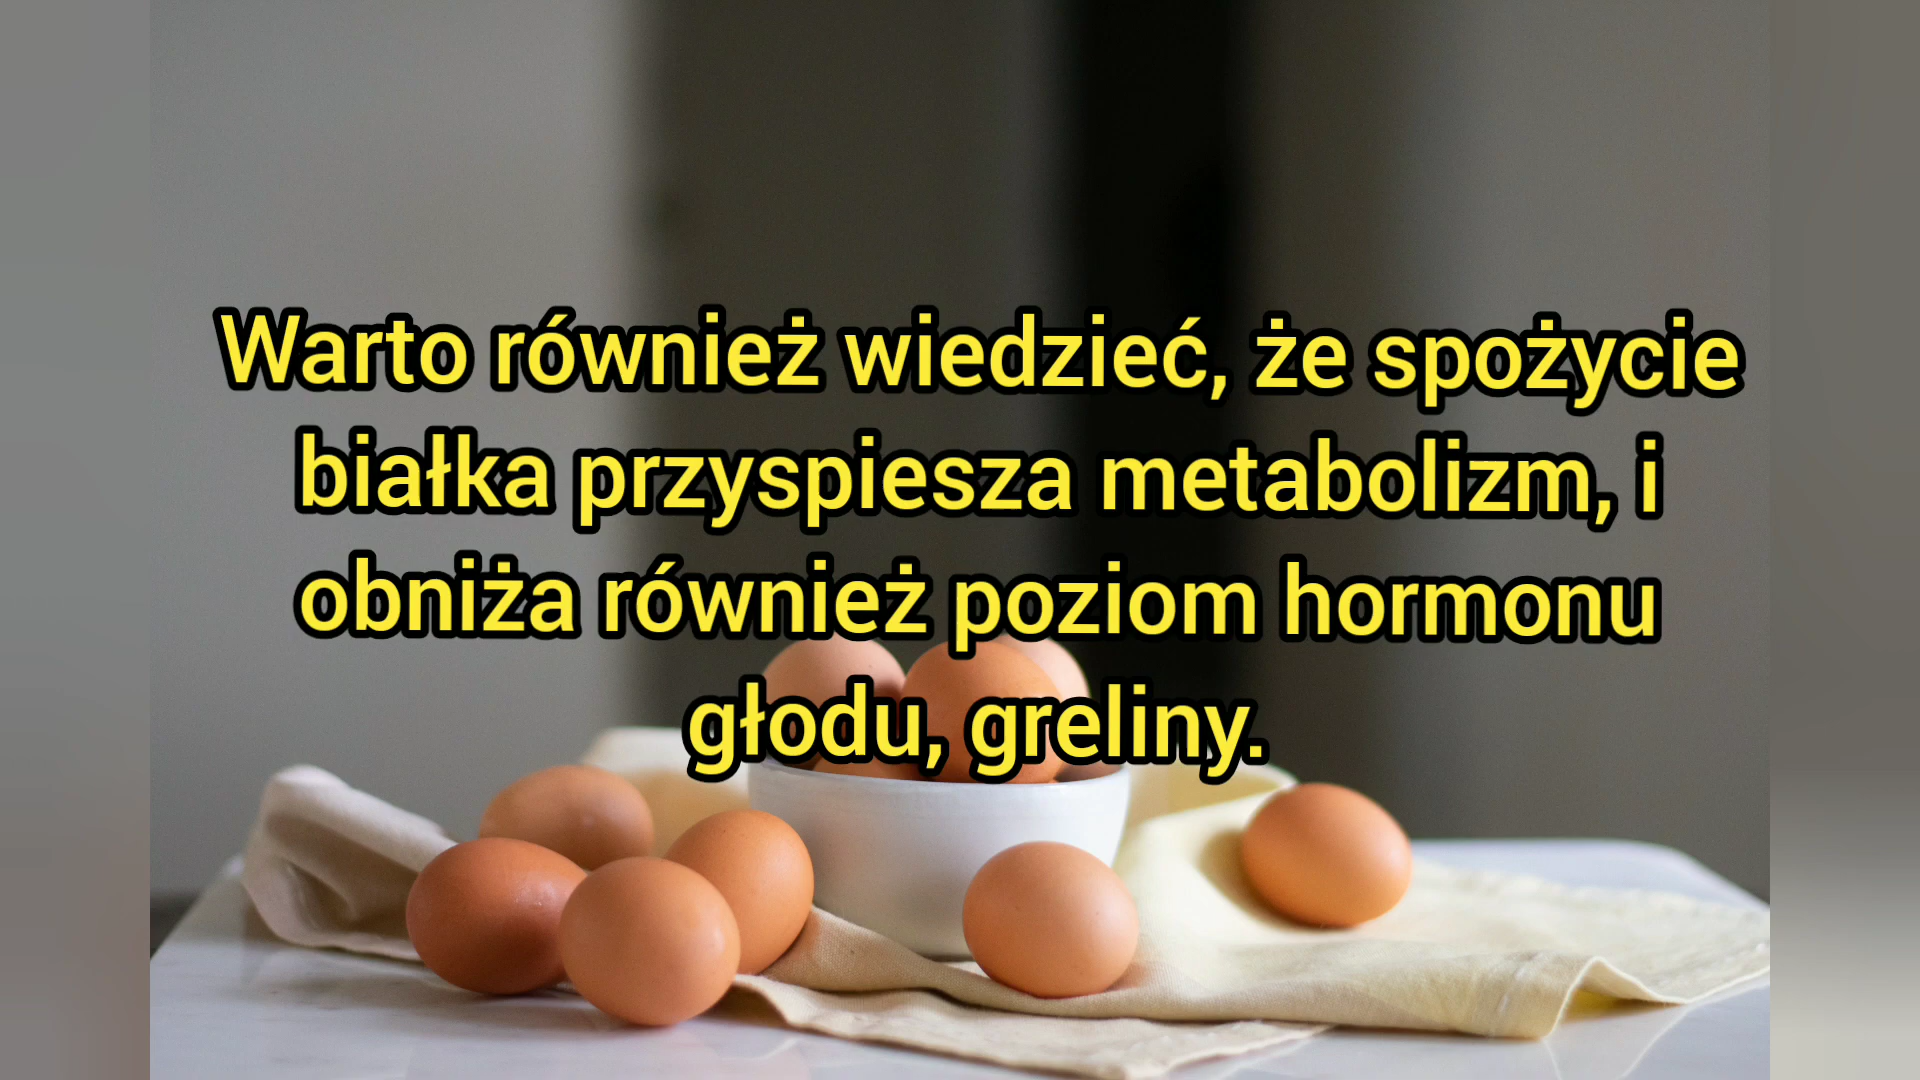 Warto również wiedzieć, że spożycie
białka przyspiesza metabolizm, i
obniża również poziom hormonu
głodu, greliny.